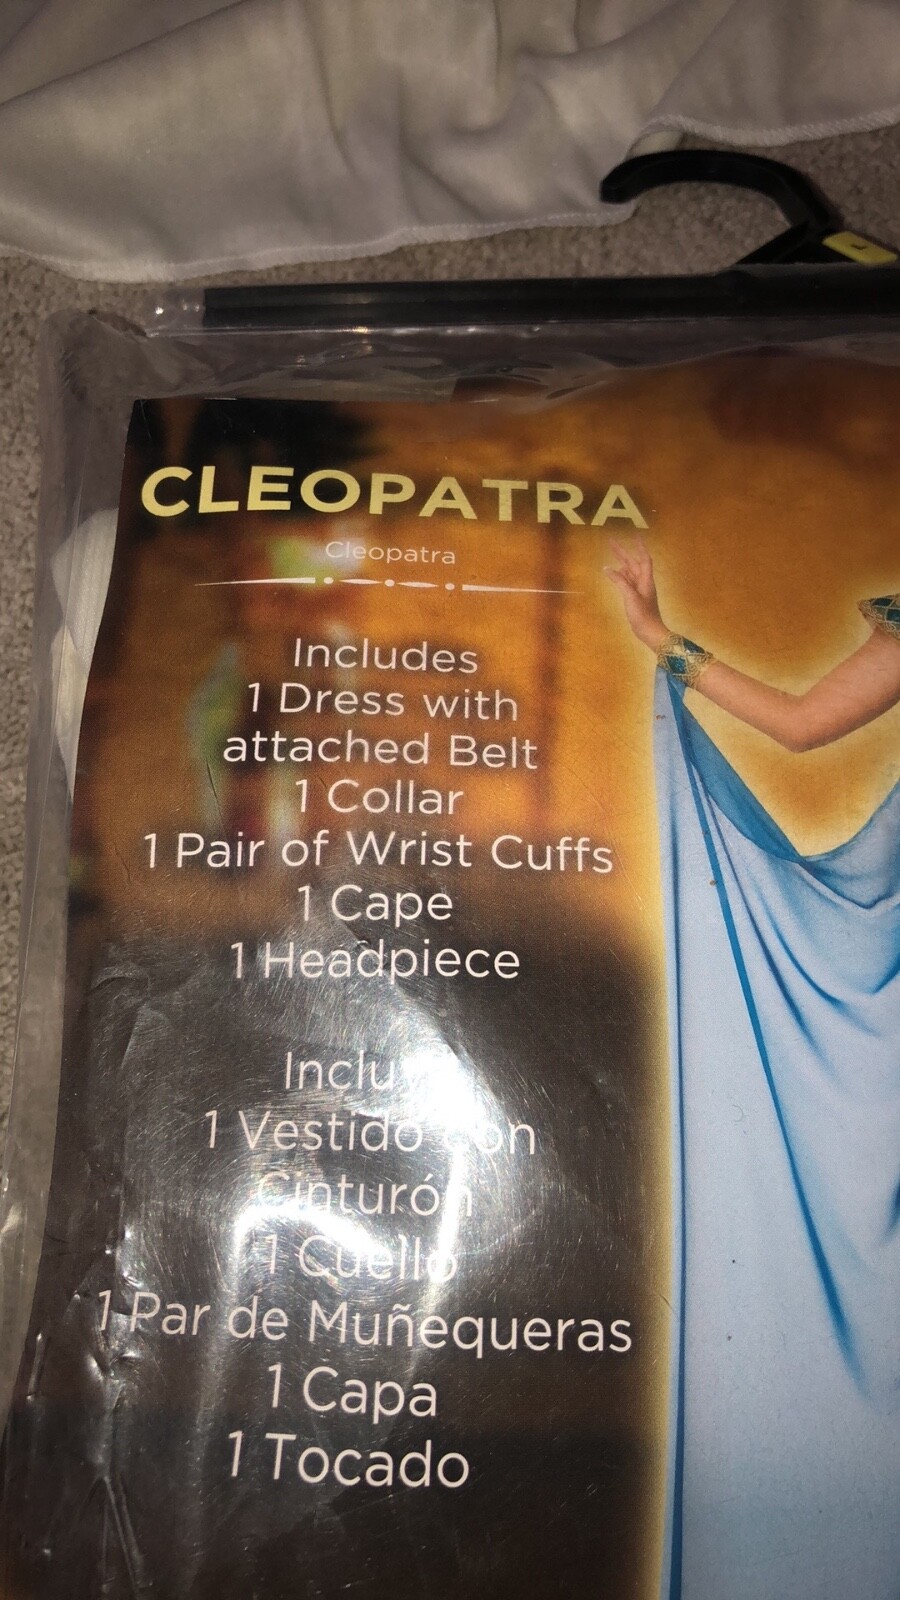 CLEOPATRA
Cleopatra
Includes
1 Dress with
attached Belt
1 Collar
1 Pair of Wrist Cuffs
1 Cape
1 Headpiece
1 Vestido con
Cinturón
1 Cuello
1 Par de Muñequeras
1 Capa
1 Tocado